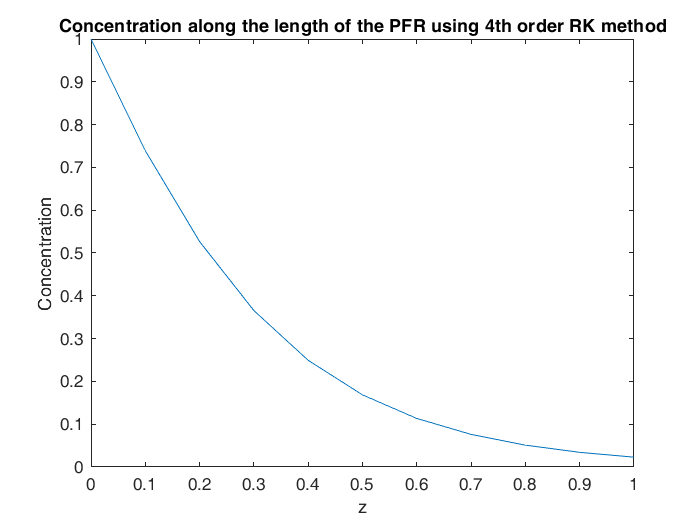 Concentration along the length of the PFR using 4th order RK method
1
0.9
0.8
0.7
0.6
0.5
0.4
0.3
0.2
0.1
0
Concentration
0 0.1 0.2 0.3 0.4 0.5 0.6 0.7 0.8 0.9 1
z